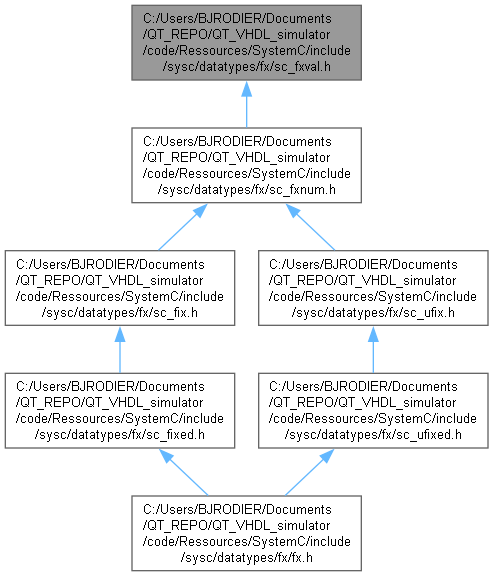 C:/Users/BJRODIER/Documents
/QT_REPO/QT_VHDL_simulator
/code/Ressources/SystemC/include
/sysc/datatypes/fx/sc_fxval.h
C:/Users/BJRODIER/Documents
/QT_REPO/QT_VHDL_simulator
/code/Ressources/SystemC/include
/sysc/datatypes/fx/sc_fxnum.h
C:/Users/BJRODIER/Documents
/QT_REPO/QT_VHDL_simulator
/code/Ressources/SystemC/include
/sysc/datatypes/fx/sc_fix.h
C:/Users/BJRODIER/Documents
/QT_REPO/QT_VHDL_simulator
/code/Ressources/SystemC/include
/sysc/datatypes/fx/sc_ufix.h
C:/Users/BJRODIER/Documents
/QT_REPO/QT_VHDL_simulator
/code/Ressources/SystemC/include
/sysc/datatypes/fx/sc_fixed.h
C:/Users/BJRODIER/Documents
/QT_REPO/QT_VHDL_simulator
/code/Ressources/SystemC/include
/sysc/datatypes/fx/sc_ufixed.h
C:/Users/BJRODIER/Documents
/QT_REPO/QT_VHDL_simulator
/code/Ressources/SystemC/include
/sysc/datatypes/fx/fx.h